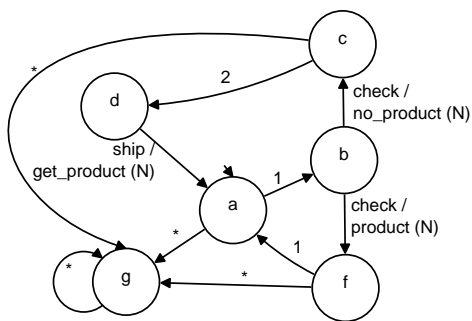 c
*
2
d
check /
no_product (N)
ship /
get_product (N)
b
1
a
check /
product (N)
*
1
*
g
*
f